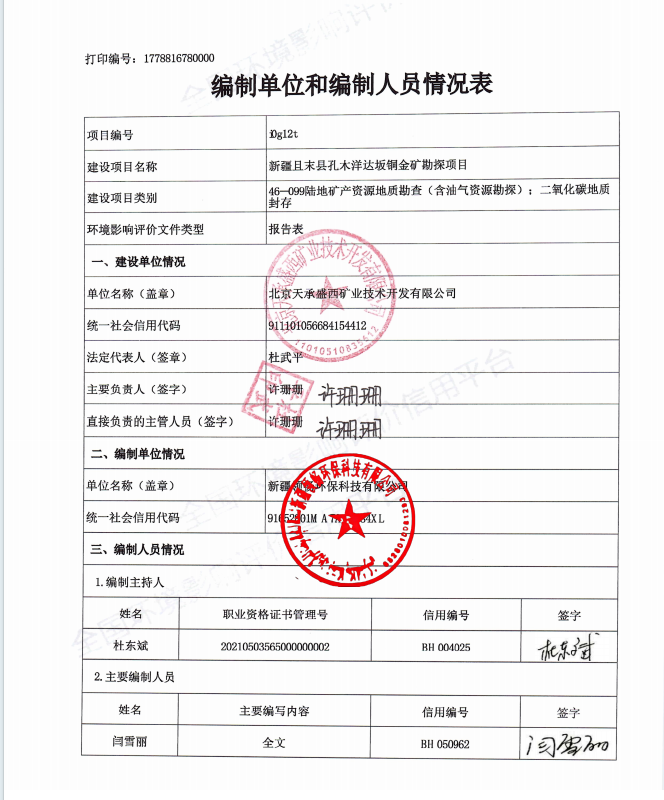 打印编号：1778816780000
编制单位和编制人员情况表
项目编号 i0gl2t
建设项目名称 新疆且末县孔木洋达坂铜金矿勘探项目
建设项目类别 46—099陆地矿产资源地质勘查（含油气资源勘探）；二氧化碳地质
封存
环境影响评价文件类型 报告表
一、建设单位情况
单位名称（盖章） 北京天承盛西矿业技术开发有限公司
统一社会信用代码 911101056684154412
法定代表人（签章） 杜武平
主要负责人（签字） 许珊珊 许珊珊
直接负责的主管人员（签字） 许珊珊 许珊珊
二、编制单位情况
单位名称（盖章） 新疆 环保科技有限公司
统一社会信用代码
三、编制人员情况
1.编制主持人
姓名 职业资格证书管理号 信用编号 签字
杜东斌 20210503565000000002 BH 004025 杜东斌
2.主要编制人员
姓名 主要编写内容 信用编号 签字
闫雪丽 全文 BH 050962 闫雪丽